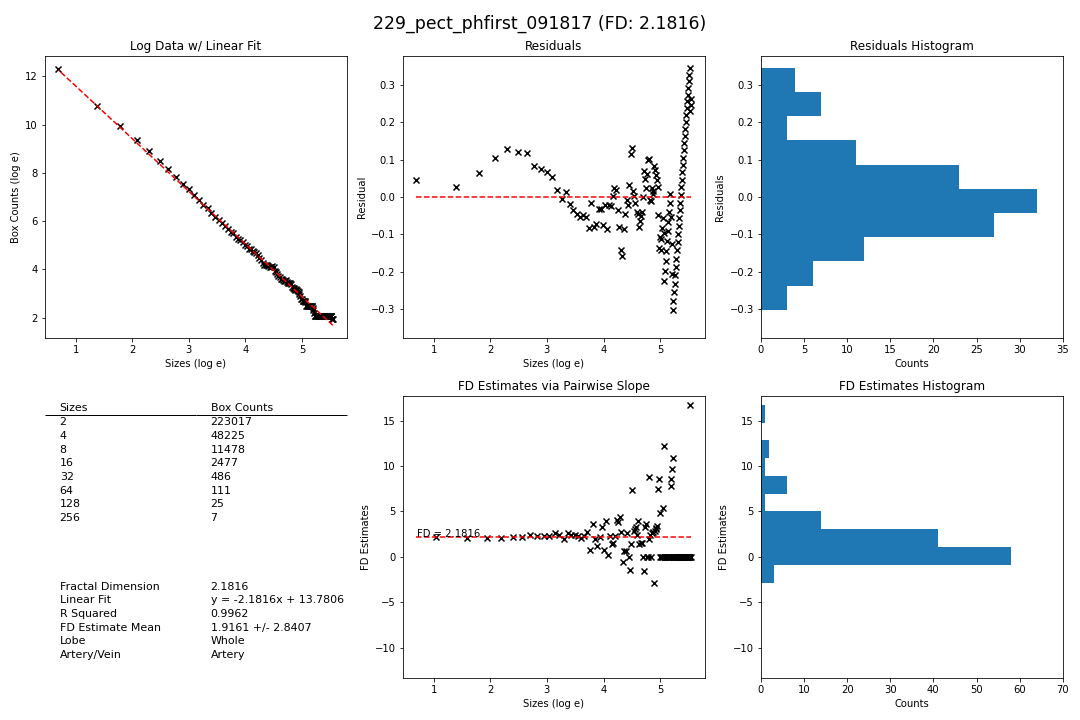 229_pect_phfirst_091817 (FD: 2.1816)
Log Data w/ Linear Fit
Box Counts (log e)
12
10
8
6
4
2
1 2 3 4 5
Sizes (log e)
Residuals
Residual
0.3
0.2
0.1
0.0
−0.1
−0.2
−0.3
1 2 3 4 5
Sizes (log e)
Residuals Histogram
Residuals
0.3
0.2
0.1
0.0
−0.1
−0.2
−0.3
0 5 10 15 20 25 30 35
Counts
Sizes Box Counts
2 223017
4 48225
8 11478
16 2477
32 486
64 111
128 25
256 7
Fractal Dimension 2.1816
Linear Fit y = -2.1816x + 13.7806
R Squared 0.9962
FD Estimate Mean 1.9161 +/- 2.8407
Lobe Whole
Artery/Vein Artery
FD Estimates via Pairwise Slope
FD Estimates
15
10
5
0
−5
−10
FD = 2.1816
1 2 3 4 5
Sizes (log e)
FD Estimates Histogram
FD Estimates
15
10
5
0
−5
−10
0 10 20 30 40 50 60 70
Counts